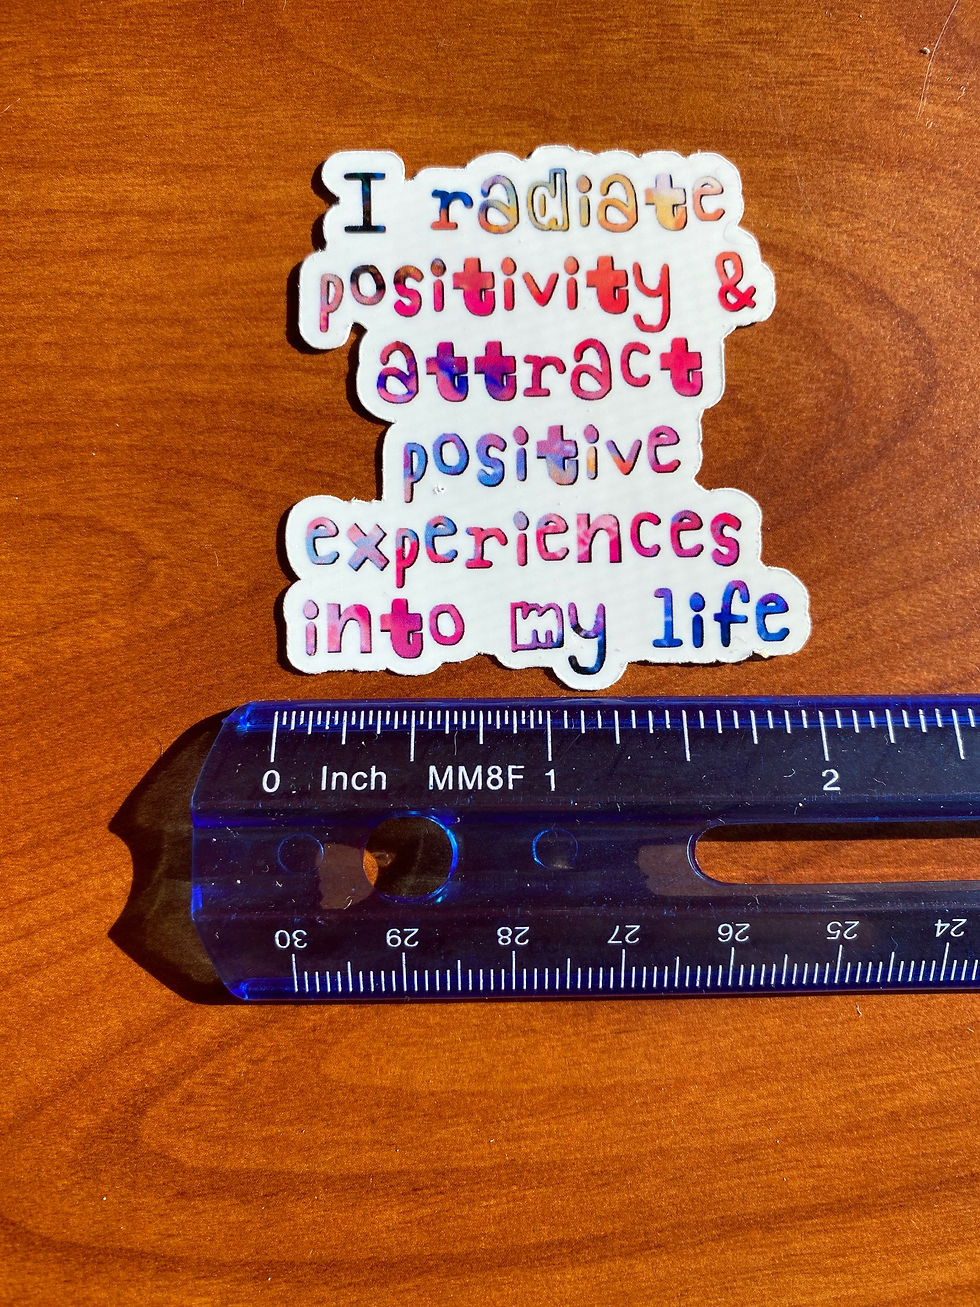 I radiate
positivity &
attract
positive
experiences
into my life
0 Inch MM8F 1 2
30 29 28 27 26 25 24